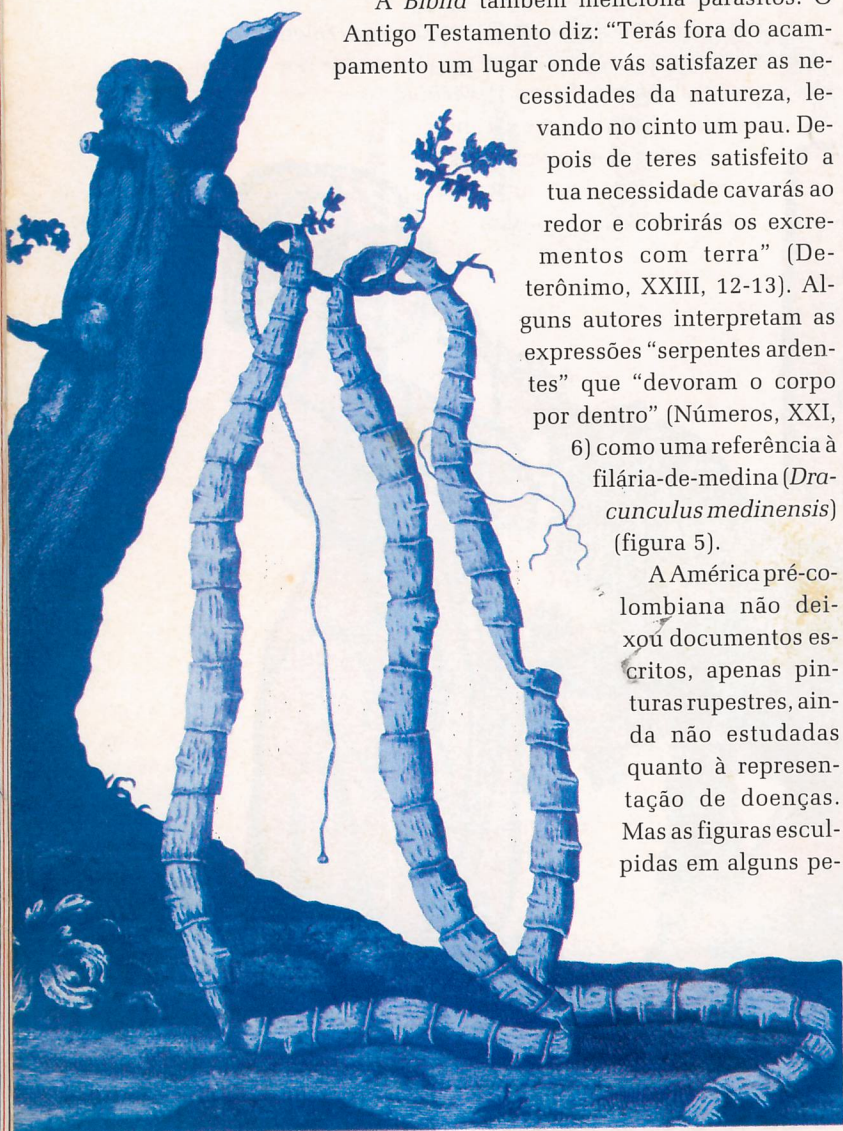 A Bíblia também menciona parasitos. O
Antigo Testamento diz: “Terás fora do acam-
pamento um lugar onde vás satisfazer as ne-
cessidades da natureza, le-
vando no cinto um pau. De-
pois de teres satisfeito a
tua necessidade cavarás ao
redor e cobrirás os excre-
mentos com terra” (De-
terônimo, XXIII, 12-13). Al-
guns autores interpretam as
expressões “serpentes arden-
tes” que “devoram o corpo
por dentro” (Números, XXI,
6) como uma referência à
filária-de-medina (Dra-
cunculus medinensis)
(figura 5).
A América pré-co-
lombiana não dei-
xou documentos es-
critos, apenas pin-
turas rupestres, ain-
da não estudadas
quanto à represen-
tação de doenças.
Mas as figuras escul-
pidas em alguns pe-